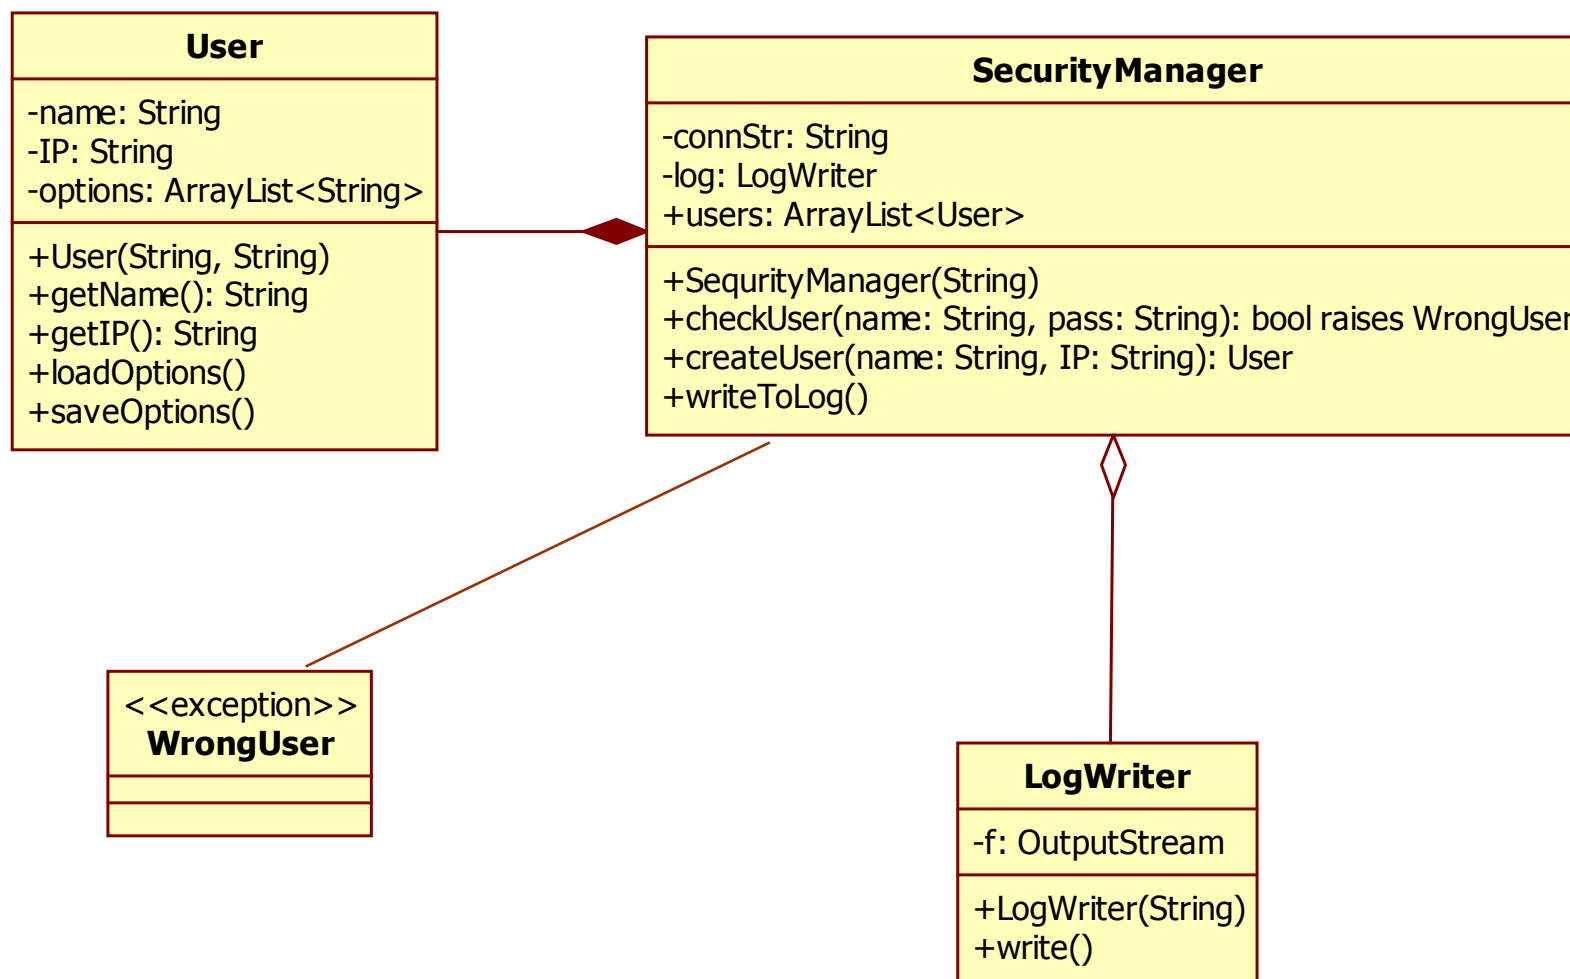 User
-name: String
-IP: String
-options: ArrayList<String>
+User(String, String)
+getName(): String
+getIP(): String
+loadOptions()
+saveOptions()
SecurityManager
-connStr: String
-log: LogWriter
+users: ArrayList<User>
+SequrityManager(String)
+checkUser(name: String, pass: String): bool raises WrongUser
+createUser(name: String, IP: String): User
+writeToLog()
<<exception>>
WrongUser
LogWriter
-f: OutputStream
+LogWriter(String)
+write()